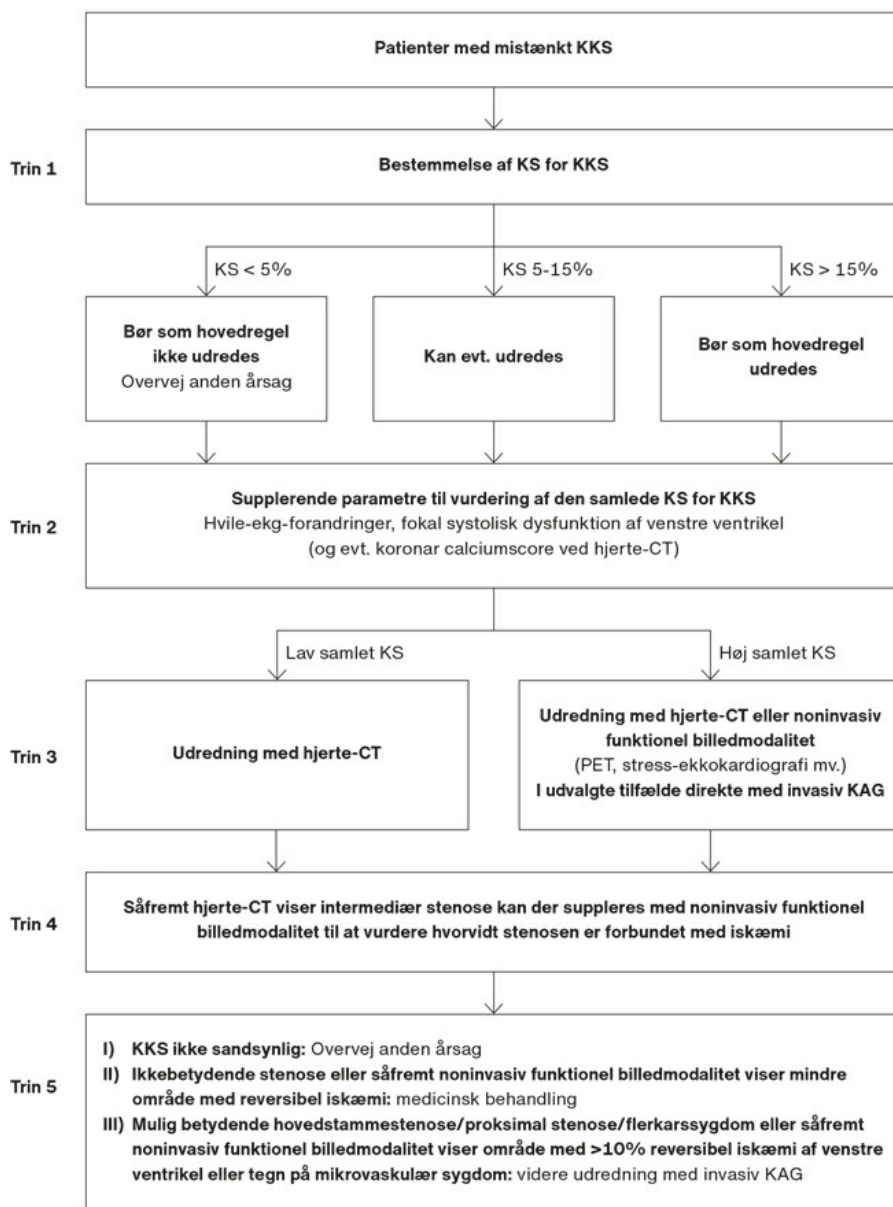 Patienter med mistænkt KKS
Trin 1
Bestemmelse af KS for KKS
KS < 5%
KS 5-15%
KS > 15%
Bør som hovedregel
ikke udredes
Overvej anden årsag
Kan evt. udredes
Bør som hovedregel
udredes
Trin 2
Supplerende parametre til vurdering af den samlede KS for KKS
Hvile-ekg-forandringer, fokal systolisk dysfunktion af venstre ventrikel
(og evt. koronar calciumscore ved hjerte-CT)
Lav samlet KS
Høj samlet KS
Trin 3
Udredning med hjerte-CT
Udredning med hjerte-CT eller noninvasiv
funktionel billedmodalitet
(PET, stress-ekkokardiografi mv.)
I udvalgte tilfælde direkte med invasiv KAG
Trin 4
Såfremt hjerte-CT viser intermediær stenose kan der suppleres med noninvasiv funktionel
billedmodalitet til at vurdere hvorvidt stenosen er forbundet med iskæmi
Trin 5
I) KKS ikke sandsynlig: Overvej anden årsag
II) Ikkebetydende stenose eller såfremt noninvasiv funktionel billedmodalitet viser mindre
område med reversibel iskæmi: medicinsk behandling
III) Mulig betydende hovedstammestenose/proksimal stenose/flerkarssygdom eller såfremt
noninvasiv funktionel billedmodalitet viser område med >10% reversibel iskæmi af venstre
ventrikel eller tegn på mikrovaskulær sygdom: videre udredning med invasiv KAG